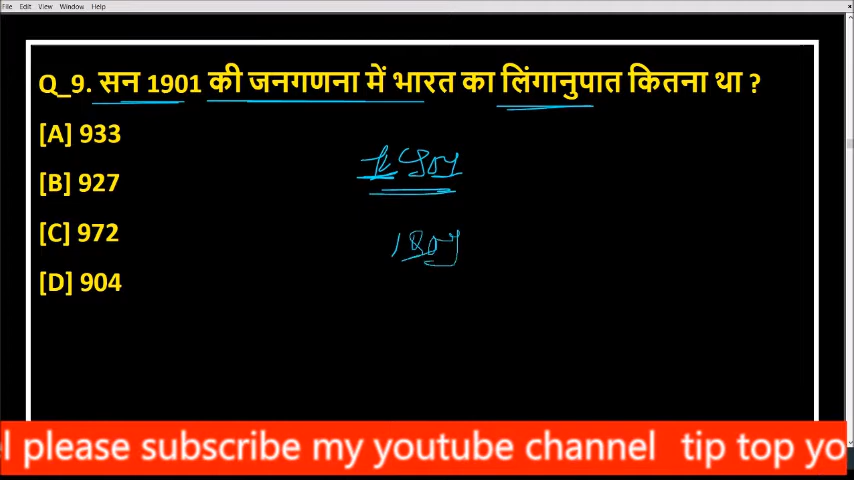 File Edit View Window Help
Q_9. सन 1901 की जनगणना में भारत का लिंगानुपात कितना था ?
[A] 933
[B] 927
[C] 972
[D] 904
el please subscribe my youtube channel tip top yo